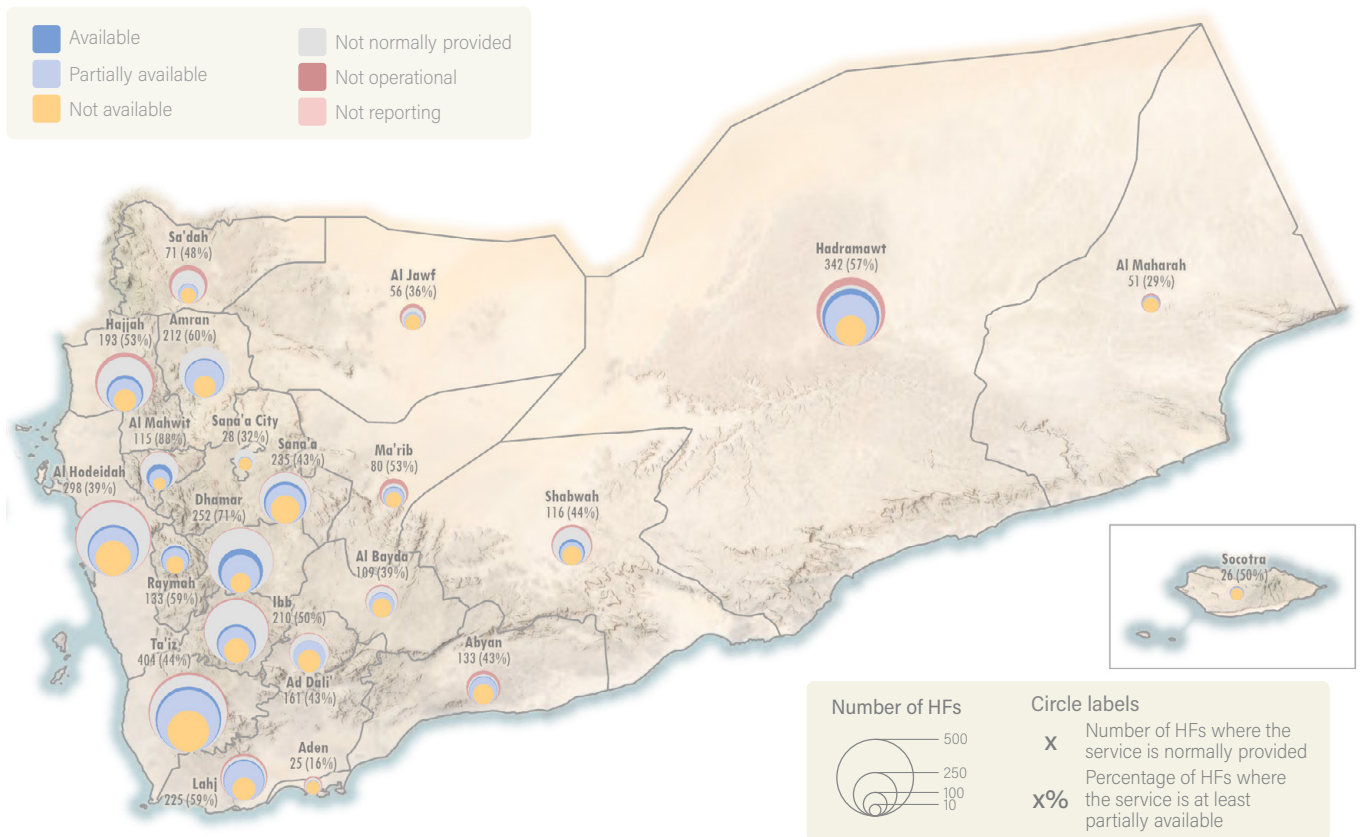 Available
Partially available
Not available
Not normally provided
Not operational
Not reporting
Sa'dah
71 (48%)
Al Jawf
56 (36%)
Hadramawt
342 (57%)
Al Maharah
51 (29%)
Hajjah
193 (53%)
Amran
212 (60%)
Al Mahwit
115 (88%)
Sana'a City
28 (32%)
Sana'a
235 (43%)
Ma'rib
80 (53%)
Al Hodeidah
298 (39%)
Dhamar
252 (71%)
Shabwah
116 (44%)
Raymah
133 (59%)
Al Bayda
109 (39%)
Ibb
210 (50%)
Socotra
26 (50%)
Ta'iz
401 (44%)
Ad Dali'
161 (43%)
Abyan
133 (43%)
Aden
25 (16%)
Lahj
225 (59%)
Number of HFs
500
250
100
10
Circle labels
x
Number of HFs where the
service is normally provided
x%
Percentage of HFs where
the service is at least
partially available